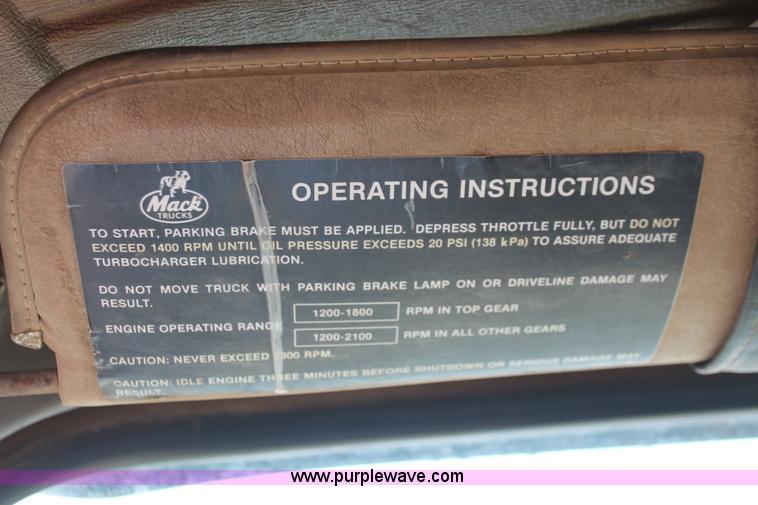 Mack
TRUCKS
OPERATING INSTRUCTIONS
TO START, PARKING BRAKE MUST BE APPLIED. DEPRESS THROTTLE FULLY, BUT DO NOT
EXCEED 1400 RPM UNTIL OIL PRESSURE EXCEEDS 20 PSI (138 kPa) TO ASSURE ADEQUATE
TURBOCHARGER LUBRICATION.
DO NOT MOVE TRUCK WITH PARKING BRAKE LAMP ON OR DRIVELINE DAMAGE MAY
RESULT.
ENGINE OPERATING RANGE 1200-1800 RPM IN TOP GEAR
1200-2100 RPM IN ALL OTHER GEARS
CAUTION: NEVER EXCEED RPM.
CAUTION: IDLE ENGINE THREE MINUTES BEFORE SHUTDOWN OR SERIOUS DAMAGE MAY
RESULT.
www.purplewave.com